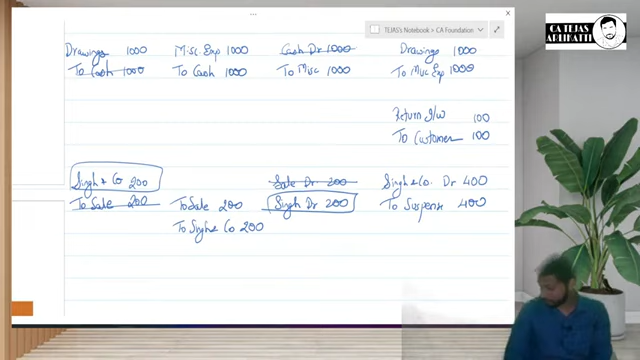 TEJAS's Notebook > CA Foundation
CA TEJAS
ARLIKATTI
Drawings 1000 Misc. Exp 1000 Cash Dr 1000 Drawings 1000
To Cash 1000 To Cash 1000 To Misc 1000 To Misc Exp 1000
Return I/W 100
To Customer 100
Singh & Co 200 Sale Dr 200 Singh & Co. Dr 400
To Sale 200 To Sale 200 Singh Dr 200 To Suspense 400
To Singh & Co 200